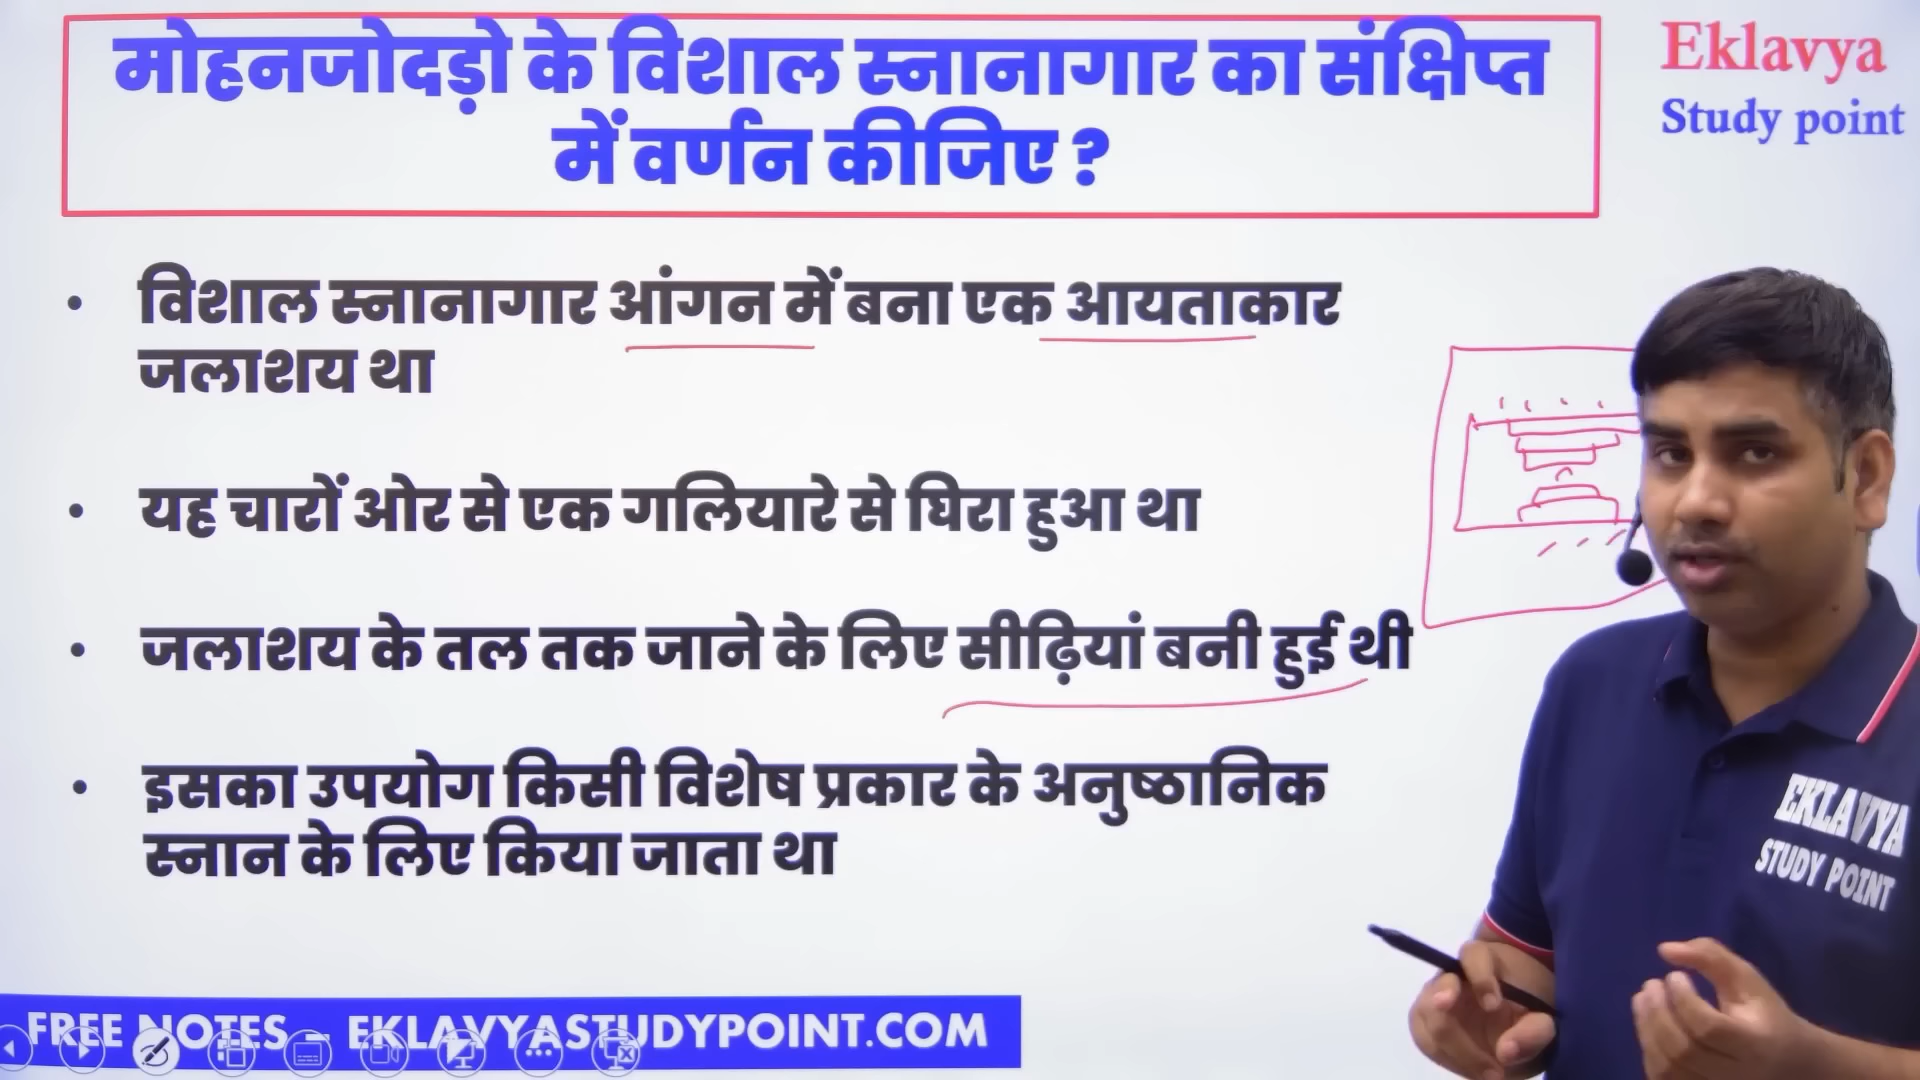 मोहनजोदड़ो के विशाल स्नानागार का संक्षिप्त
में वर्णन कीजिए ?
Eklavya
Study point
• विशाल स्नानागार आंगन में बना एक आयताकार
जलाशय था
• यह चारों ओर से एक गलियारे से घिरा हुआ था
• जलाशय के तल तक जाने के लिए सीढ़ियां बनी हुई थी
• इसका उपयोग किसी विशेष प्रकार के अनुष्ठानिक
स्नान के लिए किया जाता था
EKLAVYA
STUDY POINT
FREE NOTES - EKLAVYASTUDYPOINT.COM